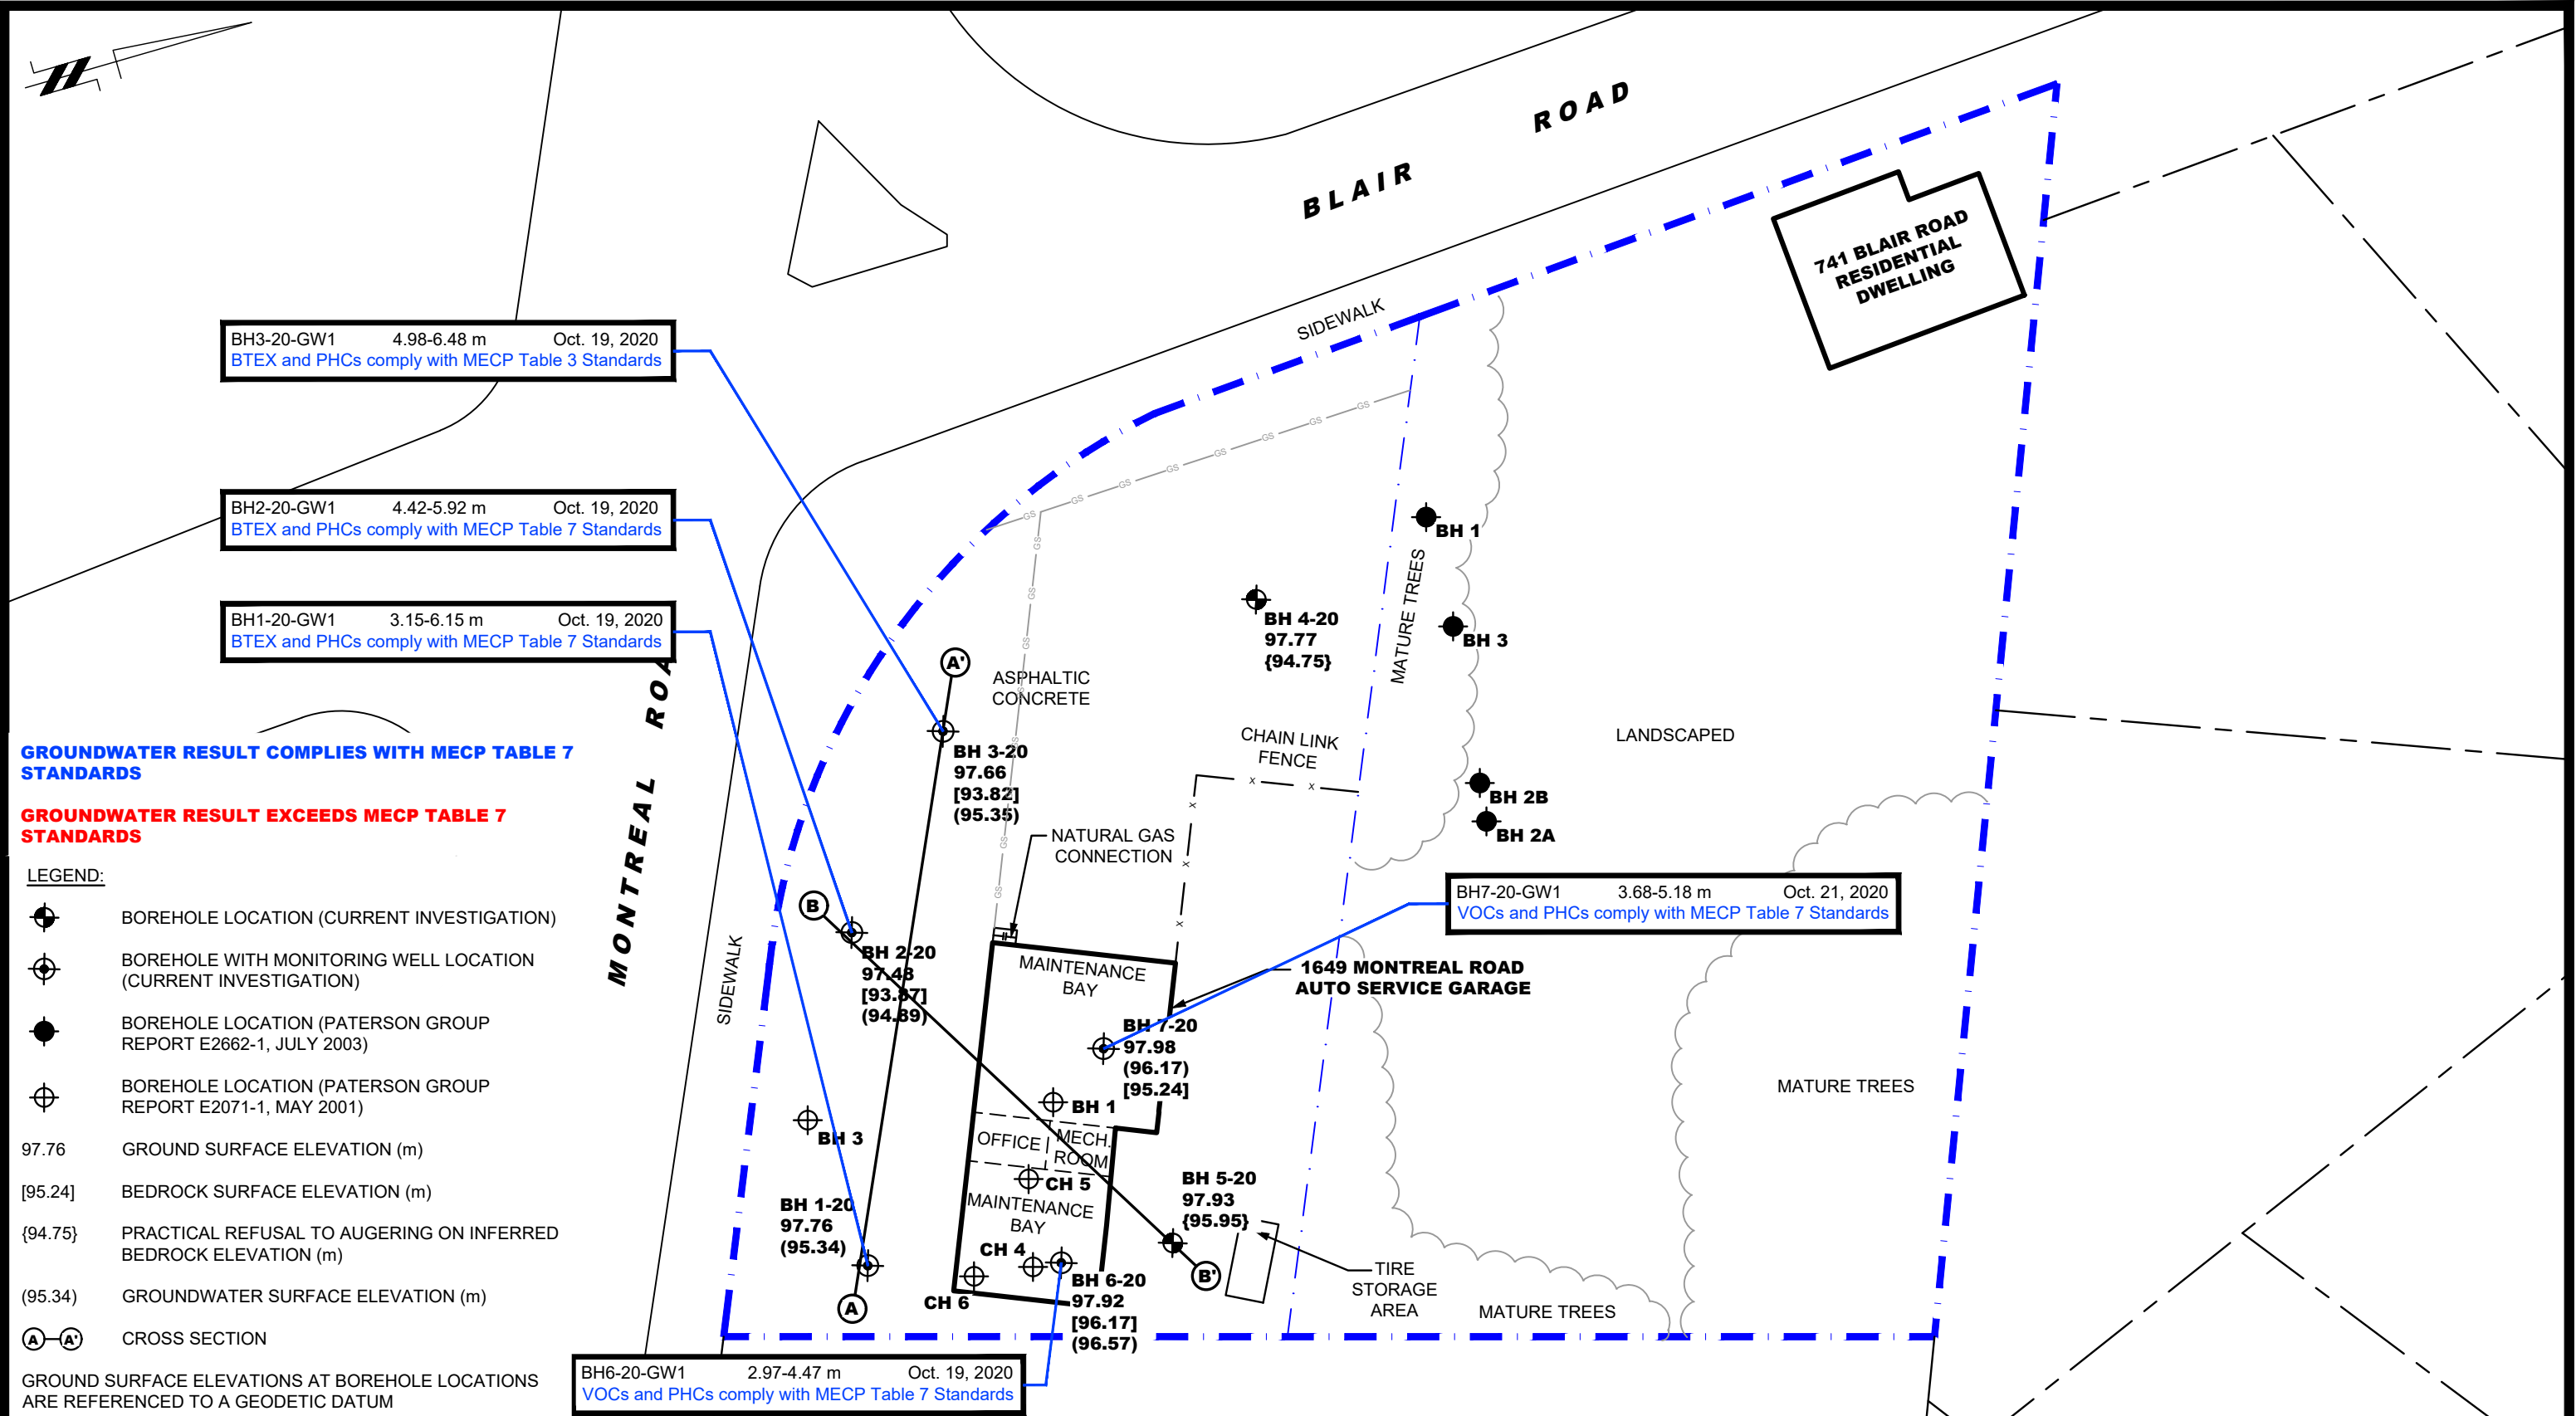 BLAIR ROAD
741 BLAIR ROAD
RESIDENTIAL
DWELLING
SIDEWALK
BH3-20-GW1 4.98-6.48 m Oct. 19, 2020
BTEX and PHCs comply with MECP Table 3 Standards
BH2-20-GW1 4.42-5.92 m Oct. 19, 2020
BTEX and PHCs comply with MECP Table 7 Standards
BH1-20-GW1 3.15-6.15 m Oct. 19, 2020
BTEX and PHCs comply with MECP Table 7 Standards
GS GS GS GS GS GS GS
GS
GS
GS
GS
GS
GS
GS
BH 1
BH 4-20
97.77
{94.75}
MATURE TREES
BH 3
A'
ASPHALTIC
CONCRETE
BH 3-20
97.66
[93.82]
(95.35)
CHAIN LINK
FENCE
x x
x
x
x
LANDSCAPED
BH 2B
BH 2A
NATURAL GAS
CONNECTION
MONTREAL ROA
SIDEWALK
B
BH 2-20
97.48
[93.87]
(94.89)
BH7-20-GW1 3.68-5.18 m Oct. 21, 2020
VOCs and PHCs comply with MECP Table 7 Standards
1649 MONTREAL ROAD
AUTO SERVICE GARAGE
MAINTENANCE
BAY
BH 7-20
97.98
(96.17)
[95.24]
BH 1
MATURE TREES
BH 3
OFFICE
MECH.
ROOM
CH 5
MAINTENANCE
BAY
BH 5-20
97.93
{95.95}
BH 1-20
97.76
(95.34)
CH 4
CH 6
BH 6-20
97.92
[96.17]
(96.57)
A
B'
TIRE
STORAGE
AREA
MATURE TREES
BH6-20-GW1 2.97-4.47 m Oct. 19, 2020
VOCs and PHCs comply with MECP Table 7 Standards
GROUNDWATER RESULT COMPLIES WITH MECP TABLE 7
STANDARDS
GROUNDWATER RESULT EXCEEDS MECP TABLE 7
STANDARDS
LEGEND:
BOREHOLE LOCATION (CURRENT INVESTIGATION)
BOREHOLE WITH MONITORING WELL LOCATION
(CURRENT INVESTIGATION)
BOREHOLE LOCATION (PATERSON GROUP
REPORT E2662-1, JULY 2003)
BOREHOLE LOCATION (PATERSON GROUP
REPORT E2071-1, MAY 2001)
97.76 GROUND SURFACE ELEVATION (m)
[95.24] BEDROCK SURFACE ELEVATION (m)
{94.75} PRACTICAL REFUSAL TO AUGERING ON INFERRED
BEDROCK ELEVATION (m)
(95.34) GROUNDWATER SURFACE ELEVATION (m)
A A' CROSS SECTION
GROUND SURFACE ELEVATIONS AT BOREHOLE LOCATIONS
ARE REFERENCED TO A GEODETIC DATUM